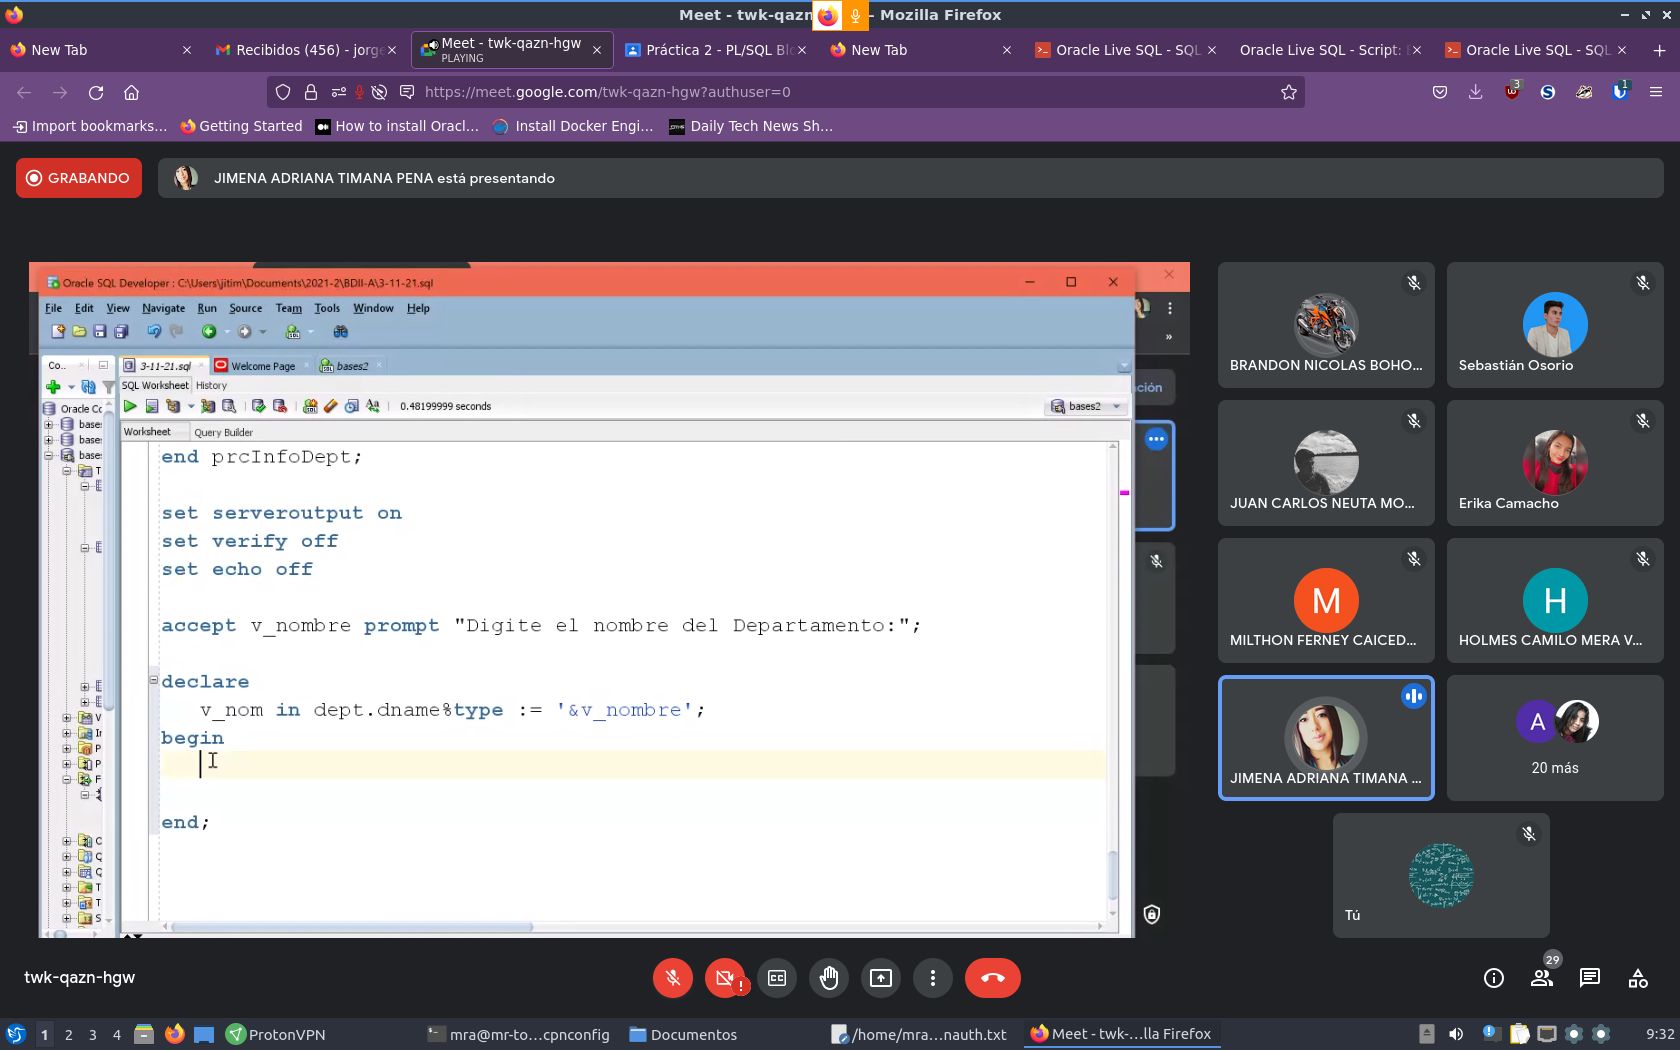 Meet - twk-qazn
- Mozilla Firefox
New Tab
Recibidos (456) - jorge
Meet - twk-qazn-hgw
PLAYING
Práctica 2 - PL/SQL Blo
New Tab
Oracle Live SQL - SQL
Oracle Live SQL - Script:
Oracle Live SQL - SQL
https://meet.google.com/twk-qazn-hgw?authuser=0
3
1
Import bookmarks...
Getting Started
How to install Oracl...
Install Docker Engi...
Daily Tech News Sh...
GRABANDO
JIMENA ADRIANA TIMANA PENA está presentando
Oracle SQL Developer : C:\Users\jitim\Documents\2021-2\BDII-A\3-11-21.sql
File Edit View Navigate Run Source Team Tools Window Help
Co..
3-11-21.sql
Welcome Page
bases2
SQL Worksheet History
0.48199999 seconds
bases2
Worksheet
Query Builder
Oracle Co
base
base
base
ción
end prcInfoDept;
set serveroutput on
set verify off
set echo off
accept v_nombre prompt "Digite el nombre del Departamento:";
declare
v_nom in dept.dname%type := '&v_nombre';
begin
end;
BRANDON NICOLAS BOHO...
Sebastián Osorio
JUAN CARLOS NEUTA MO...
Erika Camacho
M
MILTHON FERNEY CAICED...
H
HOLMES CAMILO MERA V...
JIMENA ADRIANA TIMANA ...
A
20 más
Tú
twk-qazn-hgw
29
1 2 3 4
ProtonVPN
mra@mr-to...cpnconfig
Documentos
/home/mra...nauth.txt
Meet - twk-...lla Firefox
9:32